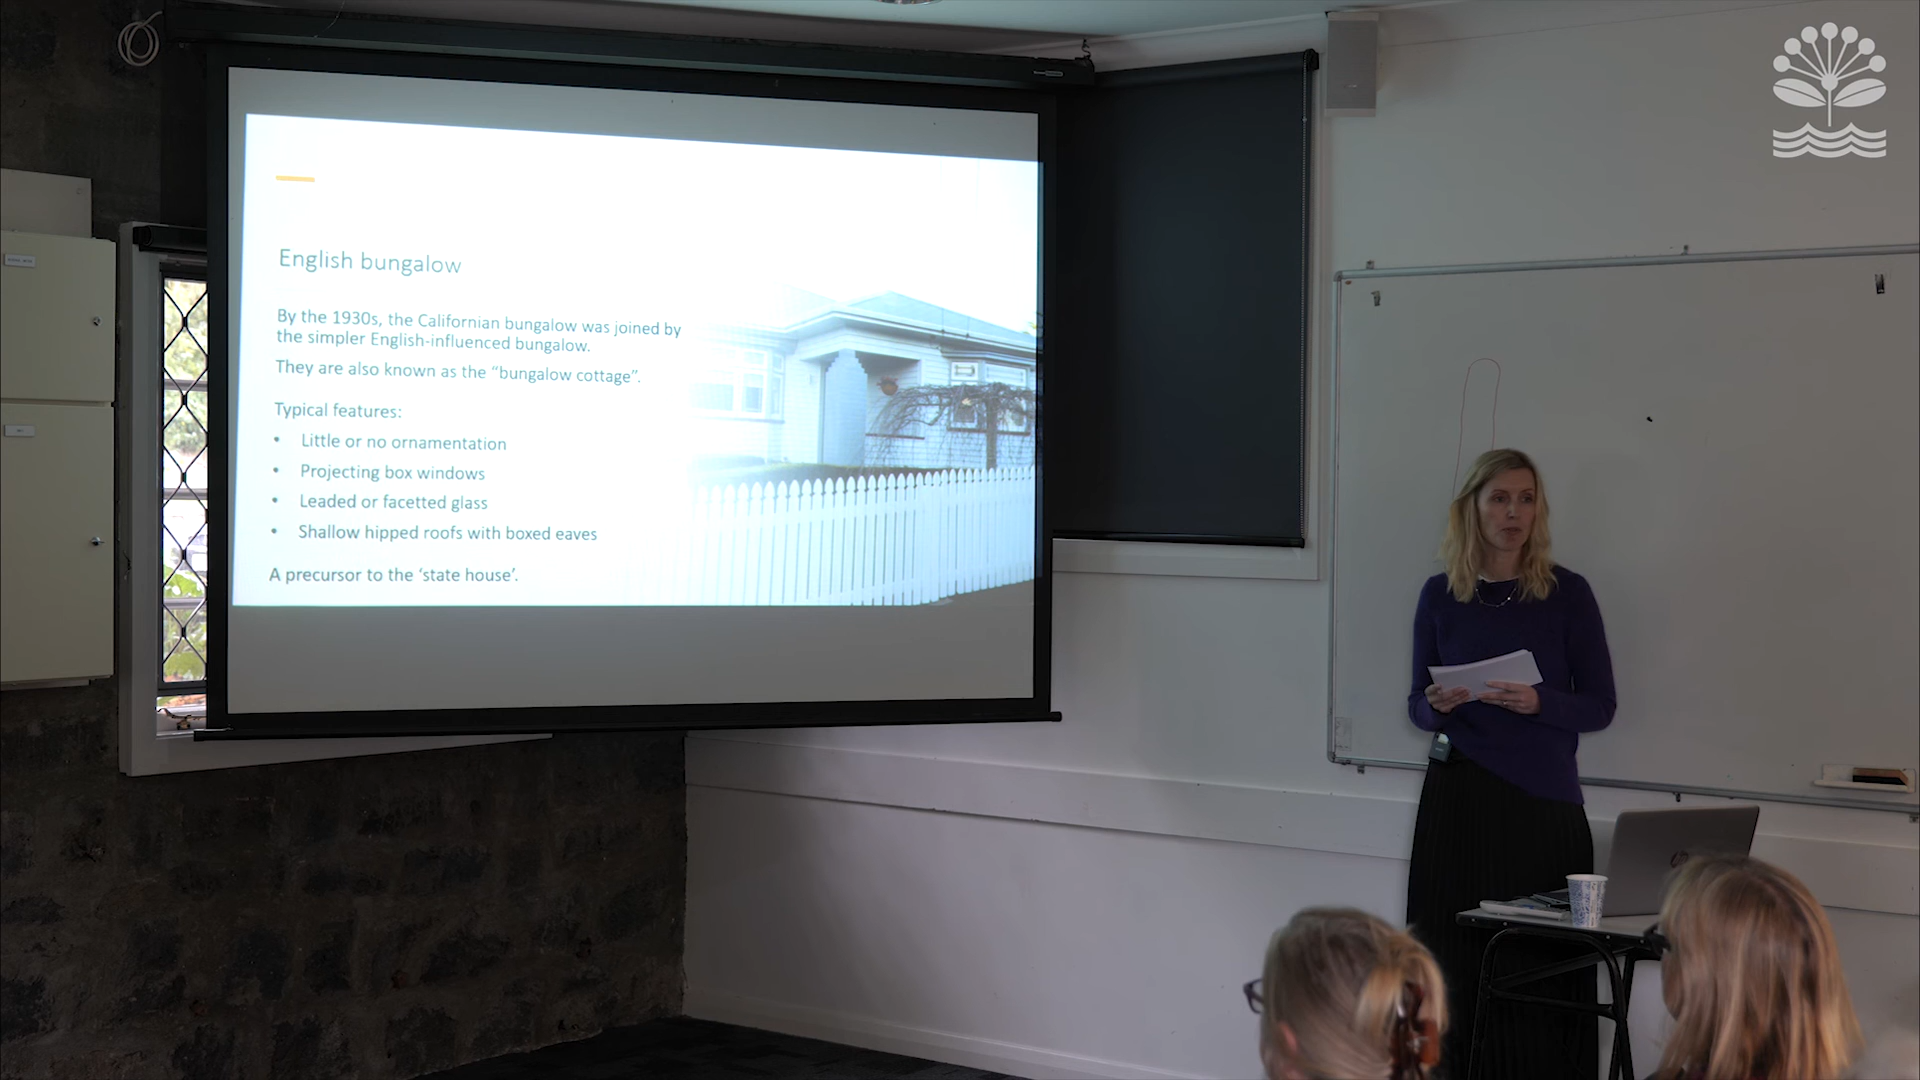 English bungalow
By the 1930s, the Californian bungalow was joined by
the simpler English-influenced bungalow.
They are also known as the “bungalow cottage”.
Typical features:
• Little or no ornamentation
• Projecting box windows
• Leaded or facetted glass
• Shallow hipped roofs with boxed eaves
A precursor to the ‘state house’.